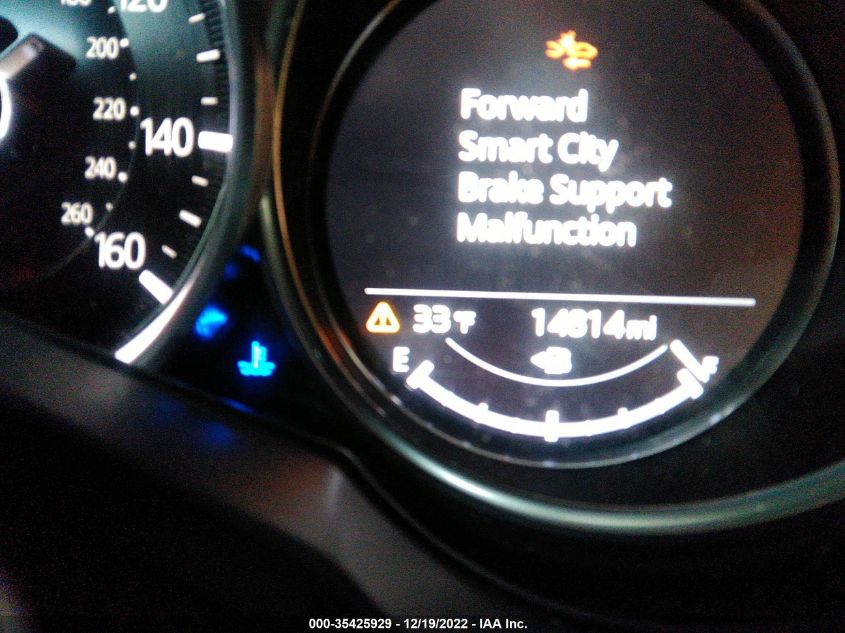 120
200
220
140
240
260
160
Forward
Smart City
Brake Support
Malfunction
33°F 14814mi
E F
000-35425929 - 12/19/2022 - IAA Inc.